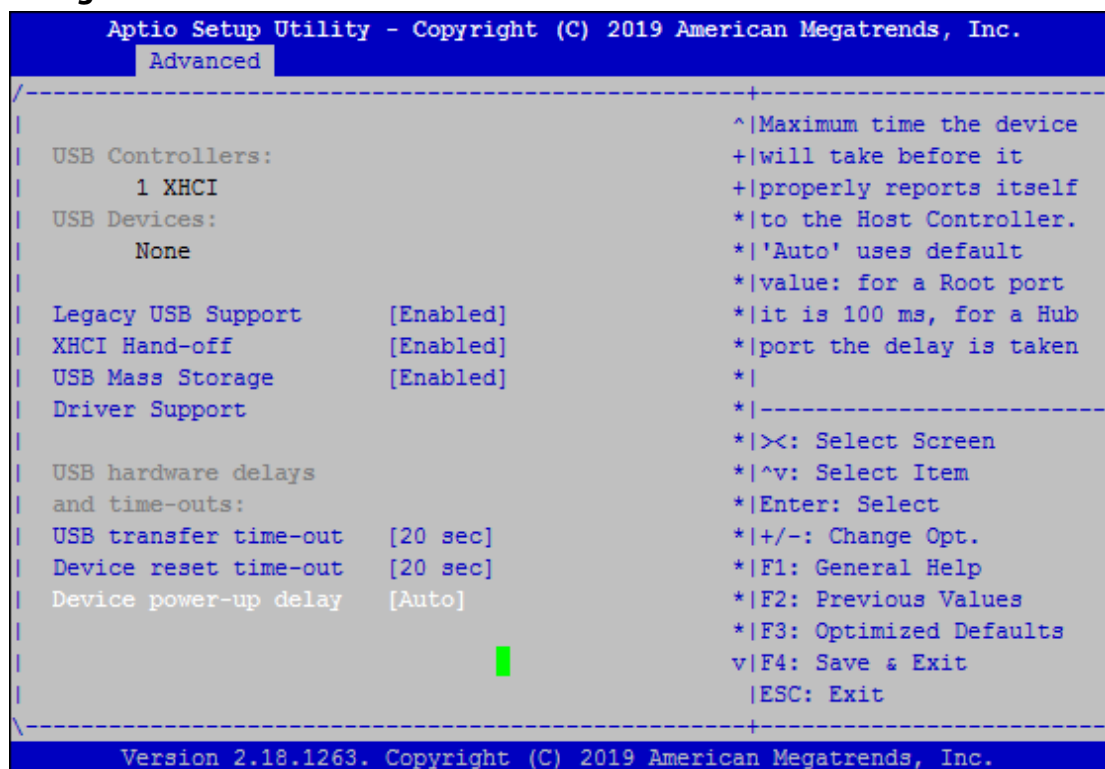 Aptio Setup Utility - Copyright (C) 2019 American Megatrends, Inc.
Advanced
/----------------------------------------------------+-------------------------
| ^|Maximum time the device
| USB Controllers: +|will take before it
| 1 XHCI +|properly reports itself
| USB Devices: *|to the Host Controller.
| None *|'Auto' uses default
| *|value: for a Root port
| Legacy USB Support [Enabled] *|it is 100 ms, for a Hub
| XHCI Hand-off [Enabled] *|port the delay is taken
| USB Mass Storage [Enabled] *|
| Driver Support *|-------------------------
| *|><: Select Screen
| USB hardware delays *|^v: Select Item
| and time-outs: *|Enter: Select
| USB transfer time-out [20 sec] *|+/-: Change Opt.
| Device reset time-out [20 sec] *|F1: General Help
| Device power-up delay [Auto] *|F2: Previous Values
| *|F3: Optimized Defaults
| v|F4: Save & Exit
| |ESC: Exit
\----------------------------------------------------+-------------------------
Version 2.18.1263. Copyright (C) 2019 American Megatrends, Inc.